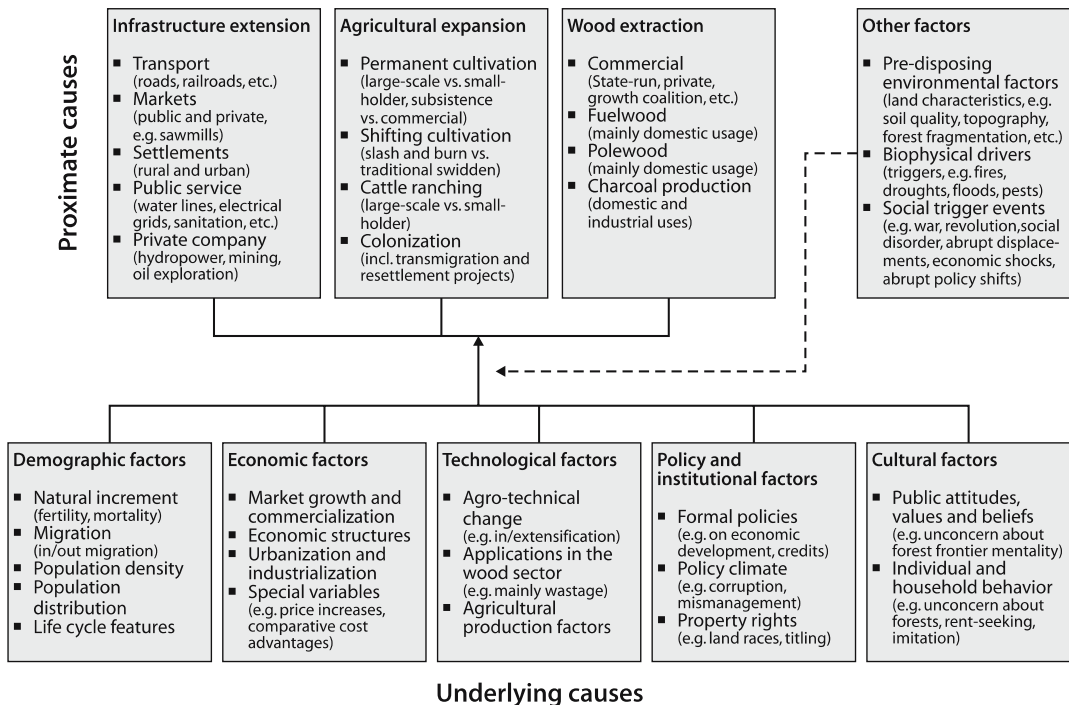 Proximate causes
Infrastructure extension
▪ Transport
(roads, railroads, etc.)
▪ Markets
(public and private,
e.g. sawmills)
▪ Settlements
(rural and urban)
▪ Public service
(water lines, electrical
grids, sanitation, etc.)
▪ Private company
(hydropower, mining,
oil exploration)
Agricultural expansion
▪ Permanent cultivation
(large-scale vs. small-
holder, subsistence
vs. commercial)
▪ Shifting cultivation
(slash and burn vs.
traditional swidden)
▪ Cattle ranching
(large-scale vs. small-
holder)
▪ Colonization
(incl. transmigration and
resettlement projects)
Wood extraction
▪ Commercial
(State-run, private,
growth coalition, etc.)
▪ Fuelwood
(mainly domestic usage)
▪ Polewood
(mainly domestic usage)
▪ Charcoal production
(domestic and
industrial uses)
Other factors
▪ Pre-disposing
environmental factors
(land characteristics, e.g.
soil quality, topography,
forest fragmentation, etc.)
▪ Biophysical drivers
(triggers, e.g. fires,
droughts, floods, pests)
▪ Social trigger events
(e.g. war, revolution,social
disorder, abrupt displace-
ments, economic shocks,
abrupt policy shifts)
Demographic factors
▪ Natural increment
(fertility, mortality)
▪ Migration
(in/out migration)
▪ Population density
▪ Population
distribution
▪ Life cycle features
Economic factors
▪ Market growth and
commercialization
▪ Economic structures
▪ Urbanization and
industrialization
▪ Special variables
(e.g. price increases,
comparative cost
advantages)
Technological factors
▪ Agro-technical
change
(e.g. in/extensification)
▪ Applications in the
wood sector
(e.g. mainly wastage)
▪ Agricultural
production factors
Policy and
institutional factors
▪ Formal policies
(e.g. on economic
development, credits)
▪ Policy climate
(e.g. corruption,
mismanagement)
▪ Property rights
(e.g. land races, titling)
Cultural factors
▪ Public attitudes,
values and beliefs
(e.g. unconcern about
forest frontier mentality)
▪ Individual and
household behavior
(e.g. unconcern about
forests, rent-seeking,
imitation)
Underlying causes